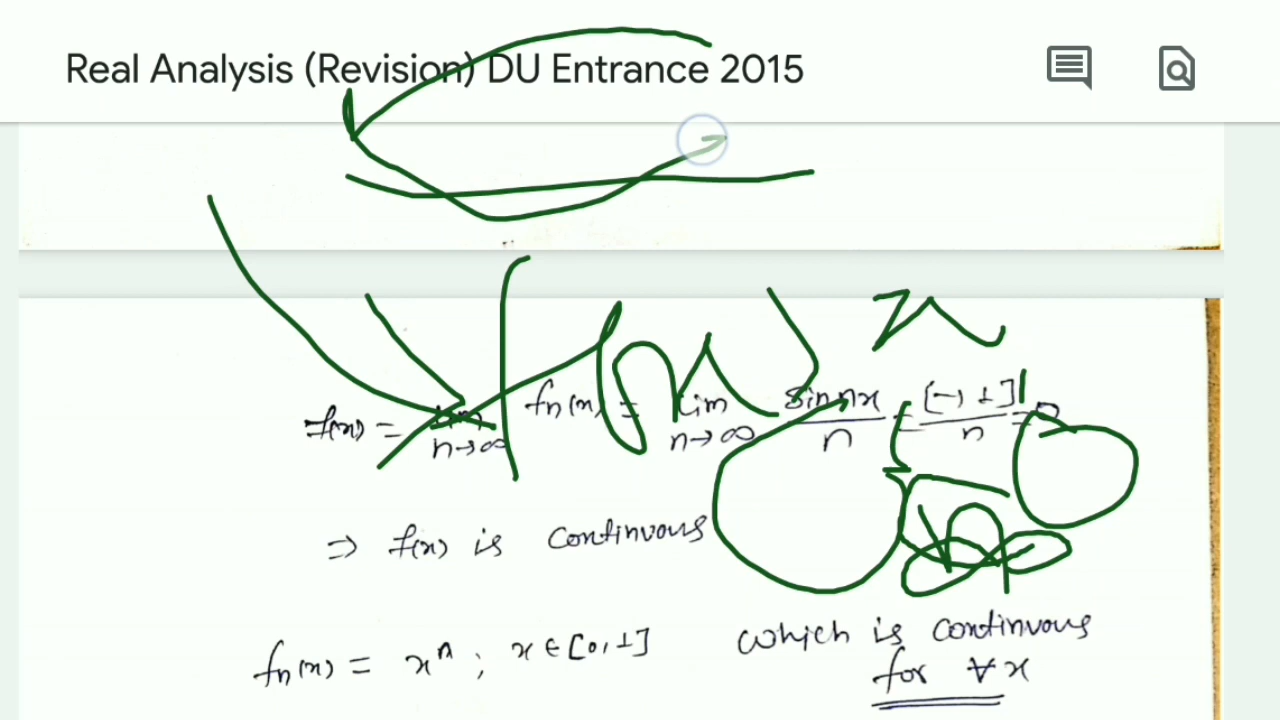 Real Analysis (Revision) DU Entrance 2015
f(x) x
f(x) = lim n→∞ fn(x) = lim n→∞ sin nx / n = [-1 1] / n = 0
⇒ f(x) is continuous
fn(x) = xⁿ ; x ∈ [0,1] which is continuous
for ∀ x